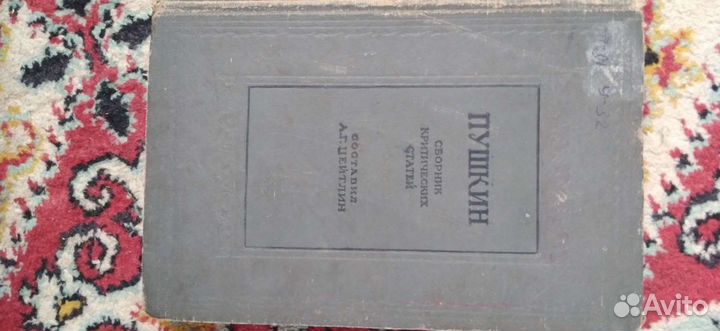 ПУШКИН
СБОРНИК
КРИТИЧЕСКИХ
СТАТЕЙ
СОСТАВИЛ
А.Г.ЦЕЙТЛИН
Avito